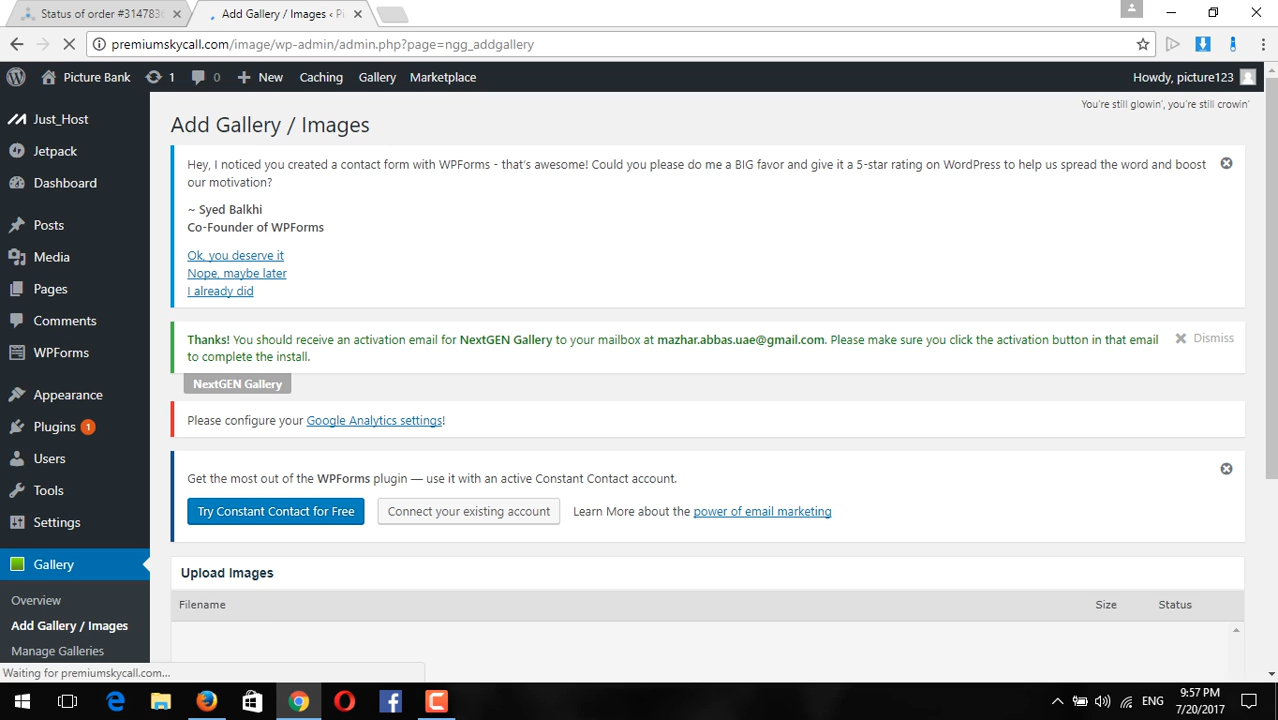 Status of order #3147836
Add Gallery / Images ‹ Pi
premiumskycall.com/image/wp-admin/admin.php?page=ngg_addgallery
Picture Bank
1
0
New
Caching
Gallery
Marketplace
Howdy, picture123
You're still glowin', you're still crowin'
Just_Host
Jetpack
Dashboard
Posts
Media
Pages
Comments
WPForms
Appearance
Plugins 1
Users
Tools
Settings
Gallery
Overview
Add Gallery / Images
Manage Galleries
Add Gallery / Images
Hey, I noticed you created a contact form with WPForms - that's awesome! Could you please do me a BIG favor and give it a 5-star rating on WordPress to help us spread the word and boost
our motivation?
~ Syed Balkhi
Co-Founder of WPForms
Ok, you deserve it
Nope, maybe later
I already did
Thanks! You should receive an activation email for NextGEN Gallery to your mailbox at mazhar.abbas.uae@gmail.com. Please make sure you click the activation button in that email
to complete the install.
Dismiss
NextGEN Gallery
Please configure your Google Analytics settings!
Get the most out of the WPForms plugin — use it with an active Constant Contact account.
Try Constant Contact for Free
Connect your existing account
Learn More about the power of email marketing
Upload Images
Filename
Size
Status
Waiting for premiumskycall.com...
ENG
9:57 PM
7/20/2017